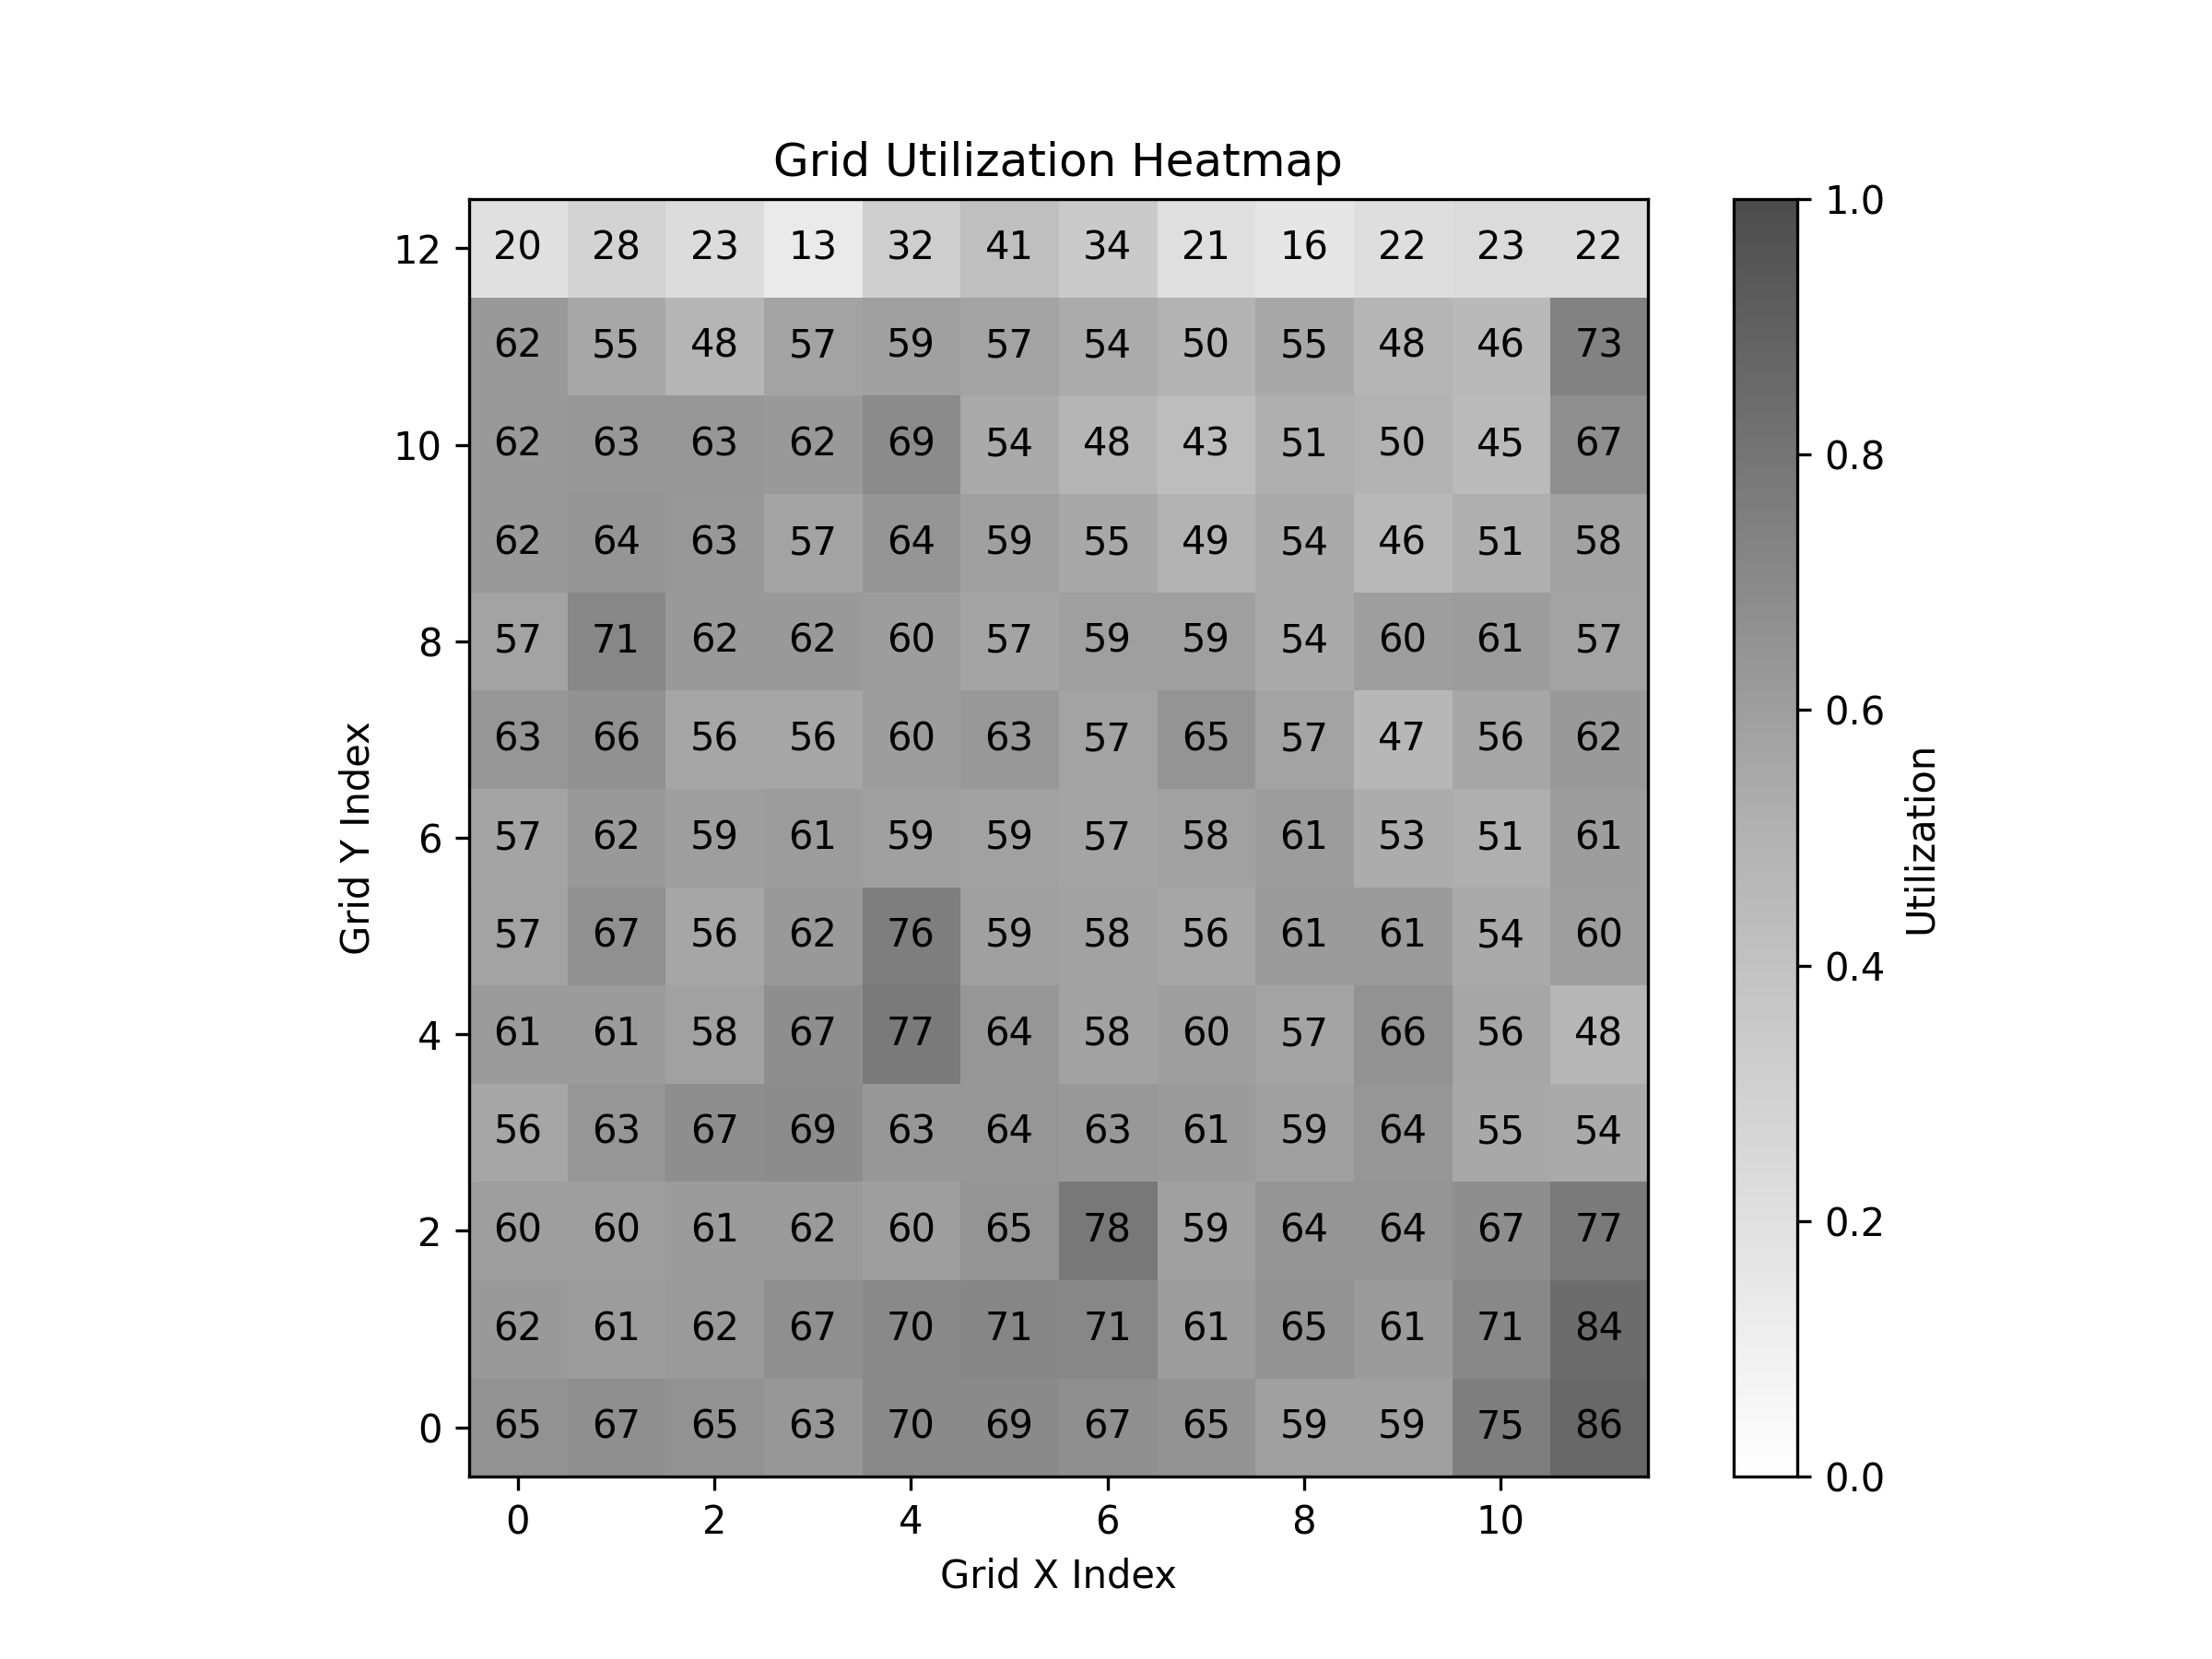 Grid Utilization Heatmap
12 20 28 23 13 32 41 34 21 16 22 23 22
62 55 48 57 59 57 54 50 55 48 46 73
10 62 63 63 62 69 54 48 43 51 50 45 67
62 64 63 57 64 59 55 49 54 46 51 58
8 57 71 62 62 60 57 59 59 54 60 61 57
63 66 56 56 60 63 57 65 57 47 56 62
6 57 62 59 61 59 59 57 58 61 53 51 61
57 67 56 62 76 59 58 56 61 61 54 60
4 61 61 58 67 77 64 58 60 57 66 56 48
56 63 67 69 63 64 63 61 59 64 55 54
2 60 60 61 62 60 65 78 59 64 64 67 77
62 61 62 67 70 71 71 61 65 61 71 84
0 65 67 65 63 70 69 67 65 59 59 75 86
0 2 4 6 8 10
Grid X Index
Grid Y Index
1.0
0.8
0.6
0.4
0.2
0.0
Utilization